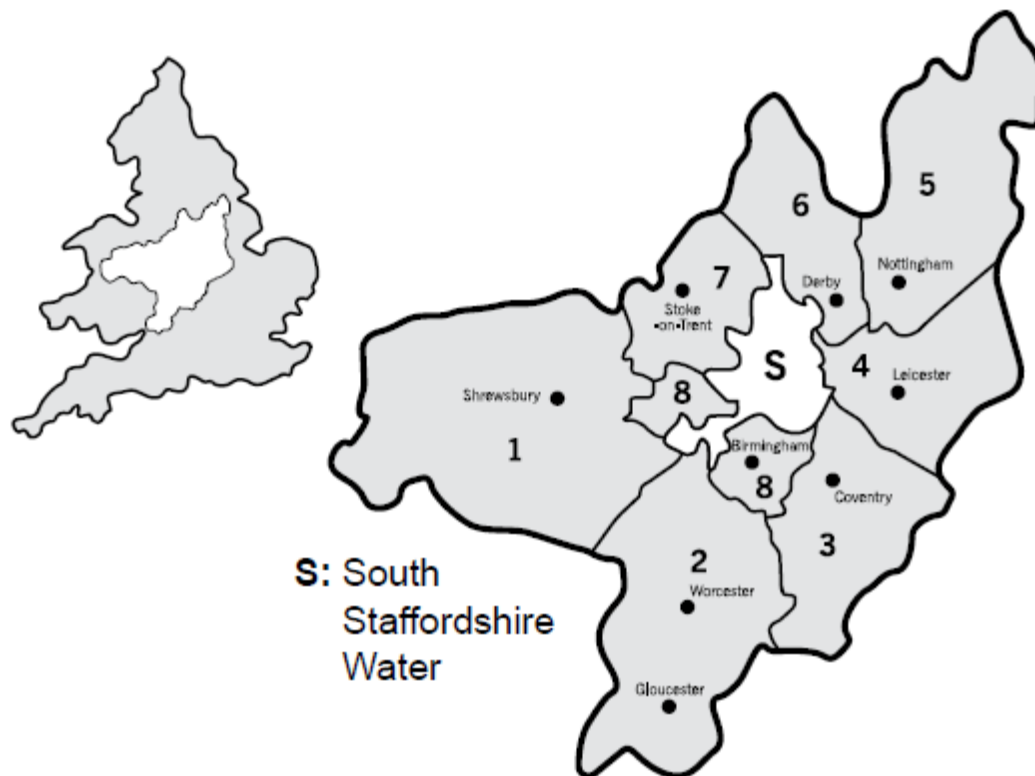 5
6
Nottingham
7
Derby
Stoke
-on-Trent
S
4
Leicester
8
Shrewsbury
1
Birmingham
8
Coventry
3
2
Worcester
S: South
Staffordshire
Water
Gloucester